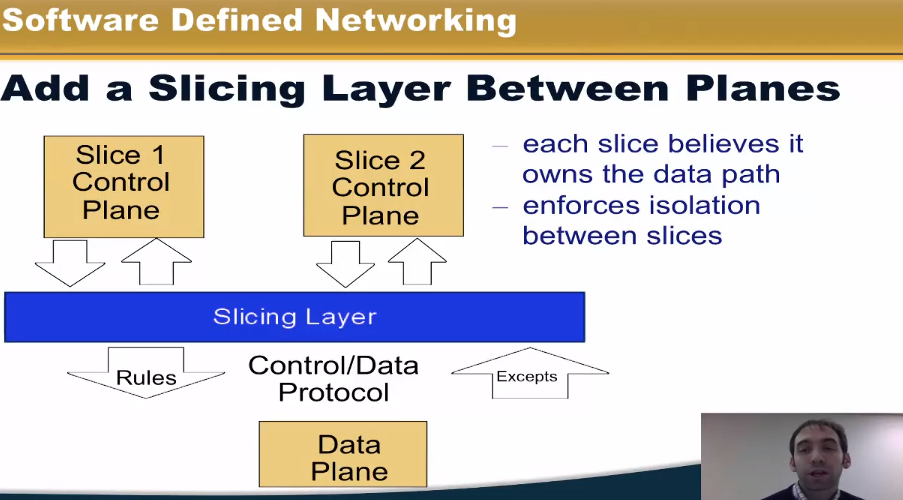 Software Defined Networking
Add a Slicing Layer Between Planes
Slice 1
Control
Plane
Slice 2
Control
Plane
– each slice believes it
owns the data path
– enforces isolation
between slices
Slicing Layer
Rules
Control/Data
Protocol
Excepts
Data
Plane